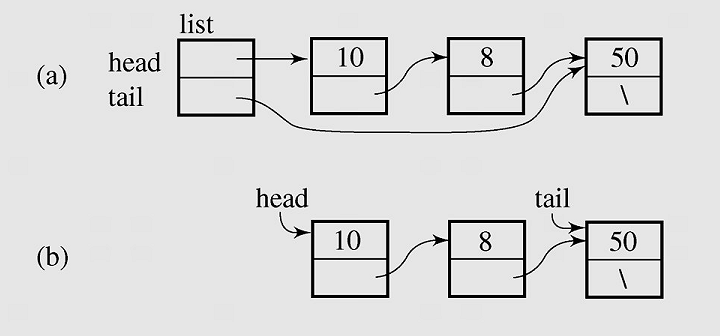 list
(a) head 10 8 50
tail \
head tail
(b) 10 8 50
\